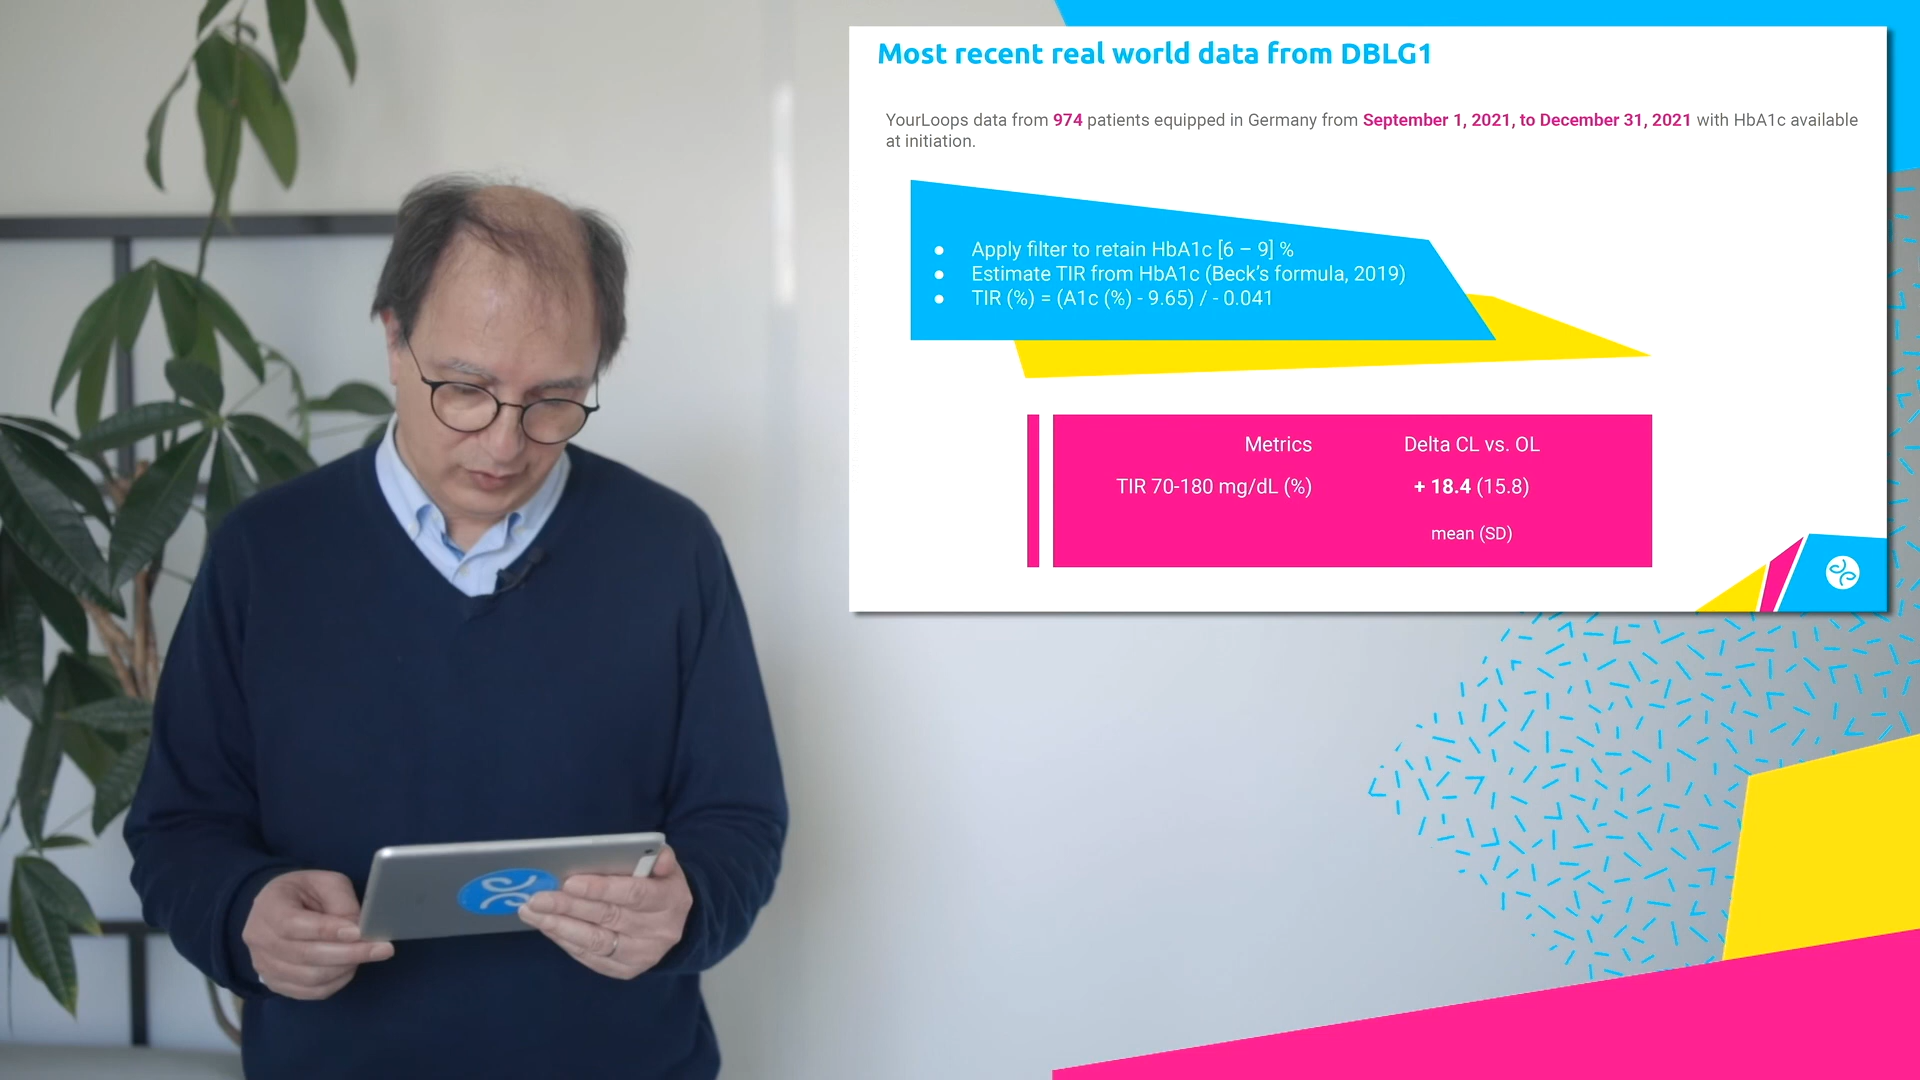 Most recent real world data from DBLG1
YourLoops data from 974 patients equipped in Germany from September 1, 2021, to December 31, 2021 with HbA1c available
at initiation.
● Apply filter to retain HbA1c [6 – 9] %
● Estimate TIR from HbA1c (Beck's formula, 2019)
● TIR (%) = (A1c (%) - 9.65) / - 0.041
Metrics Delta CL vs. OL
TIR 70-180 mg/dL (%) + 18.4 (15.8)
mean (SD)